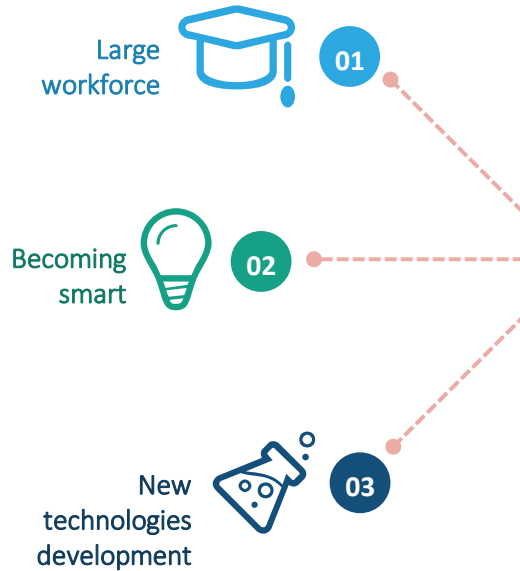 Large
workforce
01
Becoming
smart
02
New
technologies
development
03